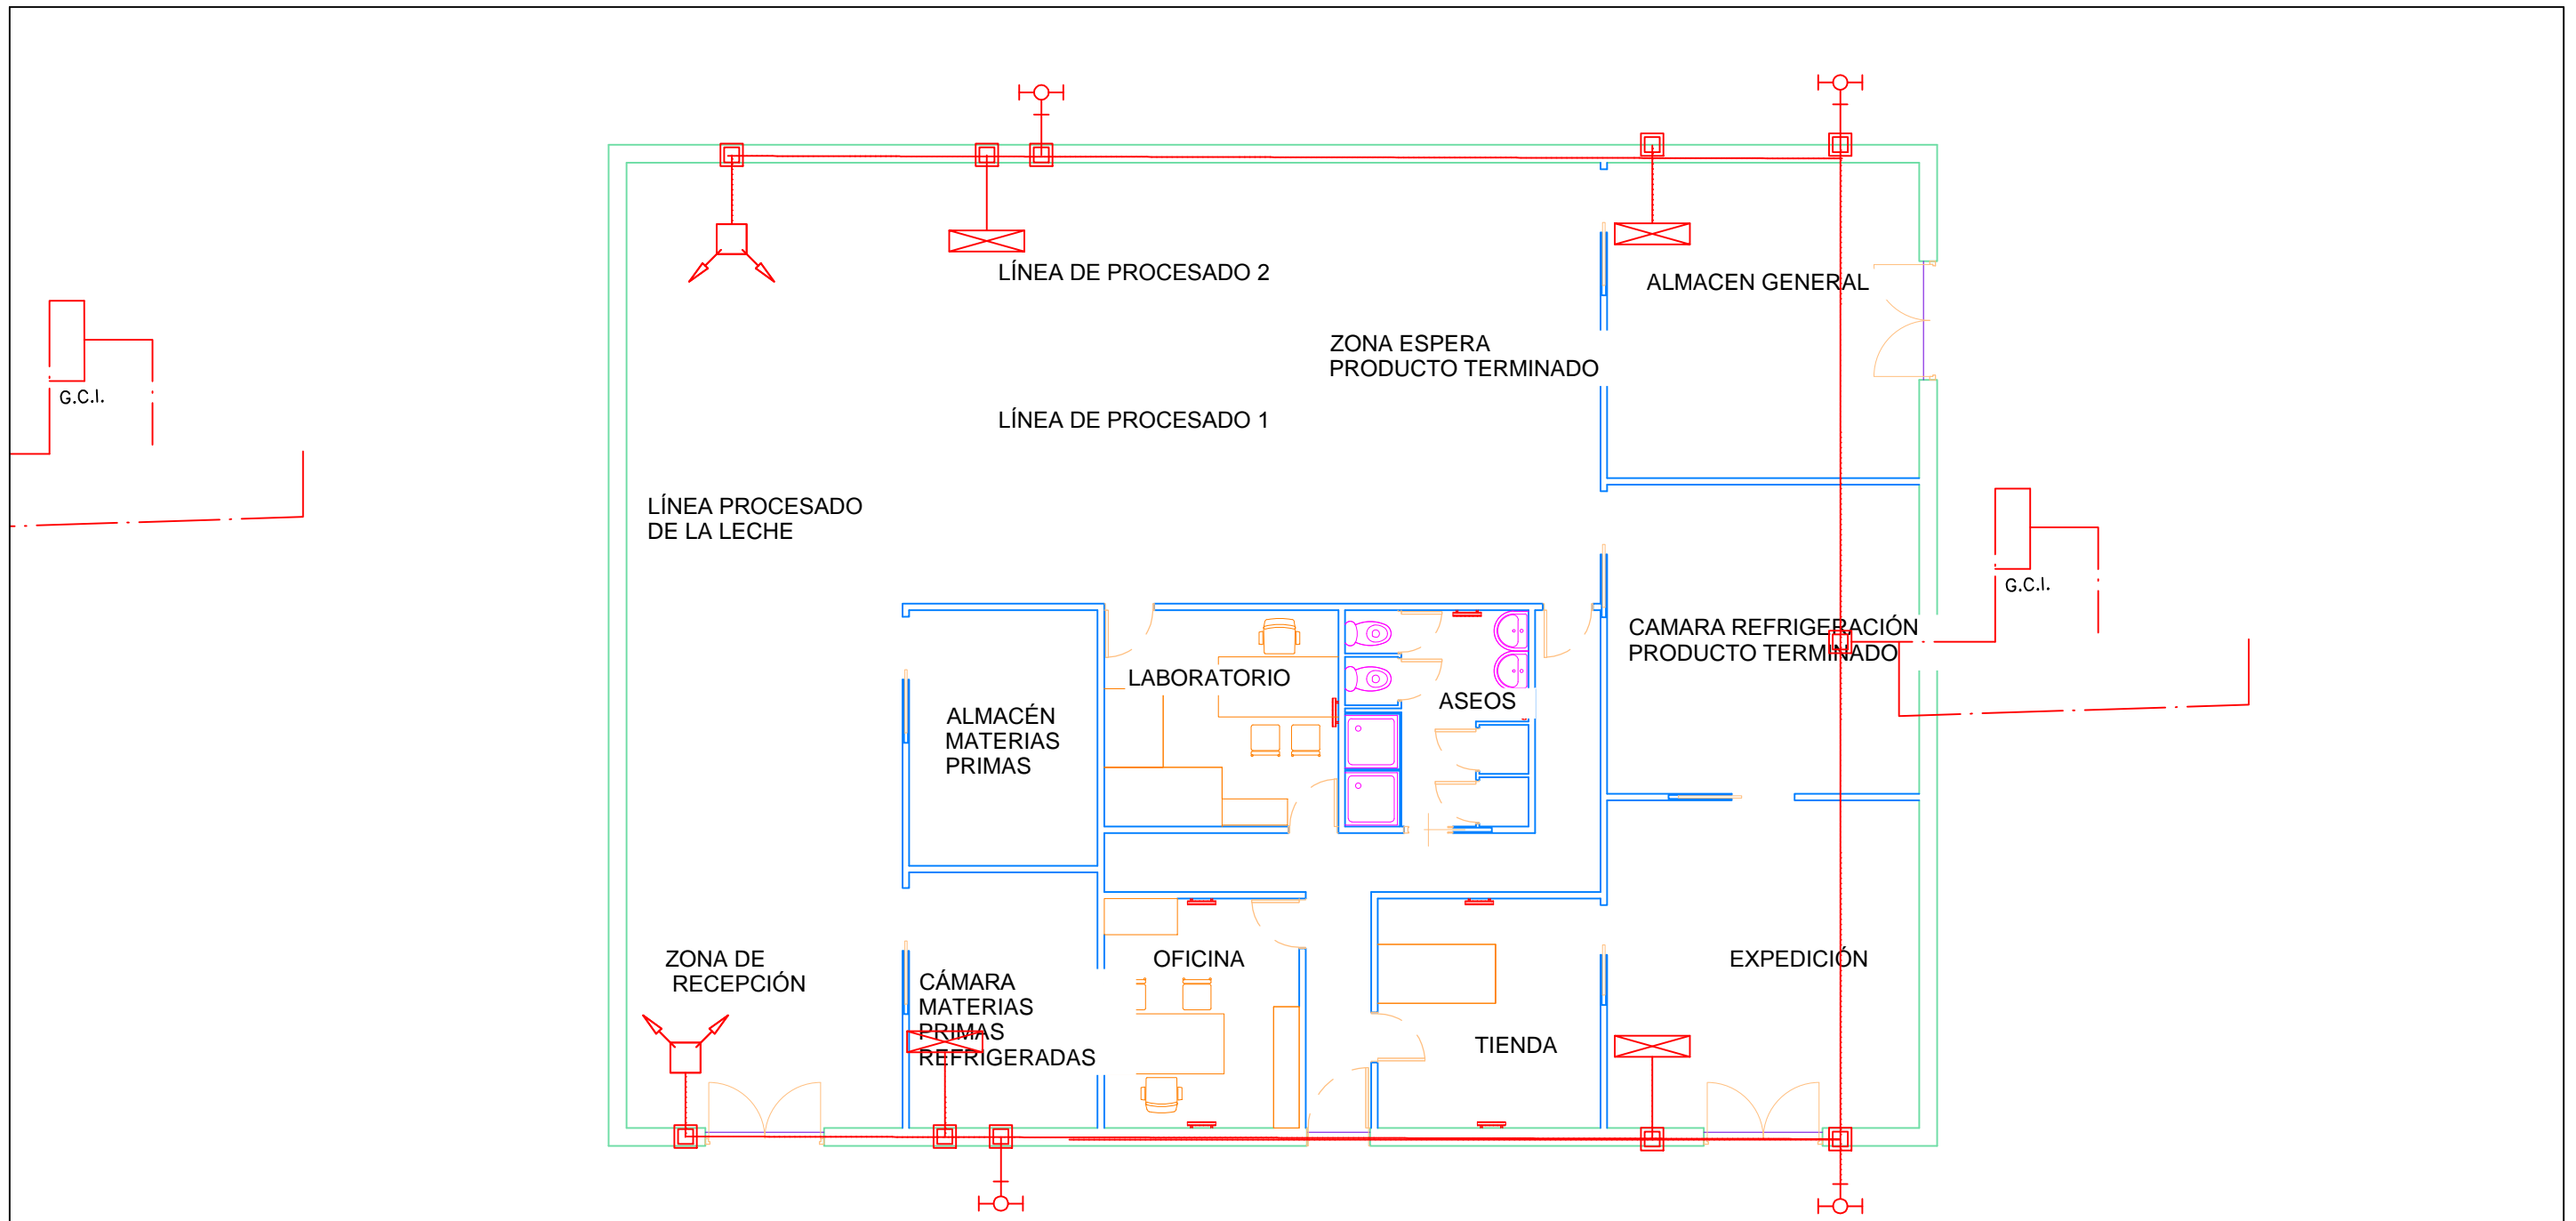 LÍNEA DE PROCESADO 2
ALMACEN GENERAL
ZONA ESPERA
PRODUCTO TERMINADO
G.C.I.
LÍNEA DE PROCESADO 1
LÍNEA PROCESADO
DE LA LECHE
G.C.I.
CAMARA REFRIGERACIÓN
PRODUCTO TERMINADO
LABORATORIO
ASEOS
ALMACÉN
MATERIAS
PRIMAS
ZONA DE
RECEPCIÓN
OFICINA
EXPEDICIÓN
CÁMARA
MATERIAS
PRIMAS
REFRIGERADAS
TIENDA